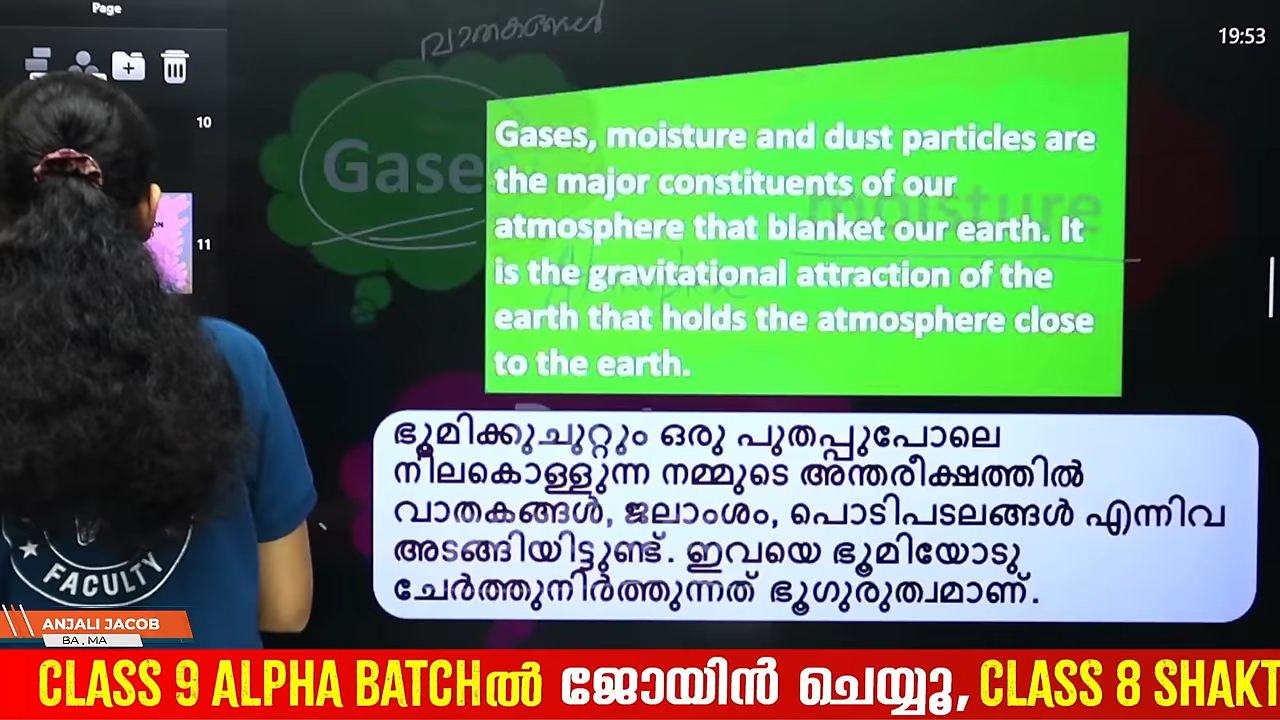 Page
19:53
വാതകങ്ങൾ
10
11
Gases
moisture
Gases, moisture and dust particles are
the major constituents of our
atmosphere that blanket our earth. It
is the gravitational attraction of the
earth that holds the atmosphere close
to the earth.
ഭൂമിക്കുചുറ്റും ഒരു പുതപ്പുപോലെ
നിലകൊള്ളുന്ന നമ്മുടെ അന്തരീക്ഷത്തിൽ
വാതകങ്ങൾ, ജലാംശം, പൊടിപടലങ്ങൾ എന്നിവ
അടങ്ങിയിട്ടുണ്ട്. ഇവയെ ഭൂമിയോടു
ചേർത്തുനിർത്തുന്നത് ഭൂഗുരുത്വമാണ്.
FACULTY
ANJALI JACOB
BA , MA
CLASS 9 ALPHA BATCHൽ ജോയിൻ ചെയ്യൂ, CLASS 8 SHAKT